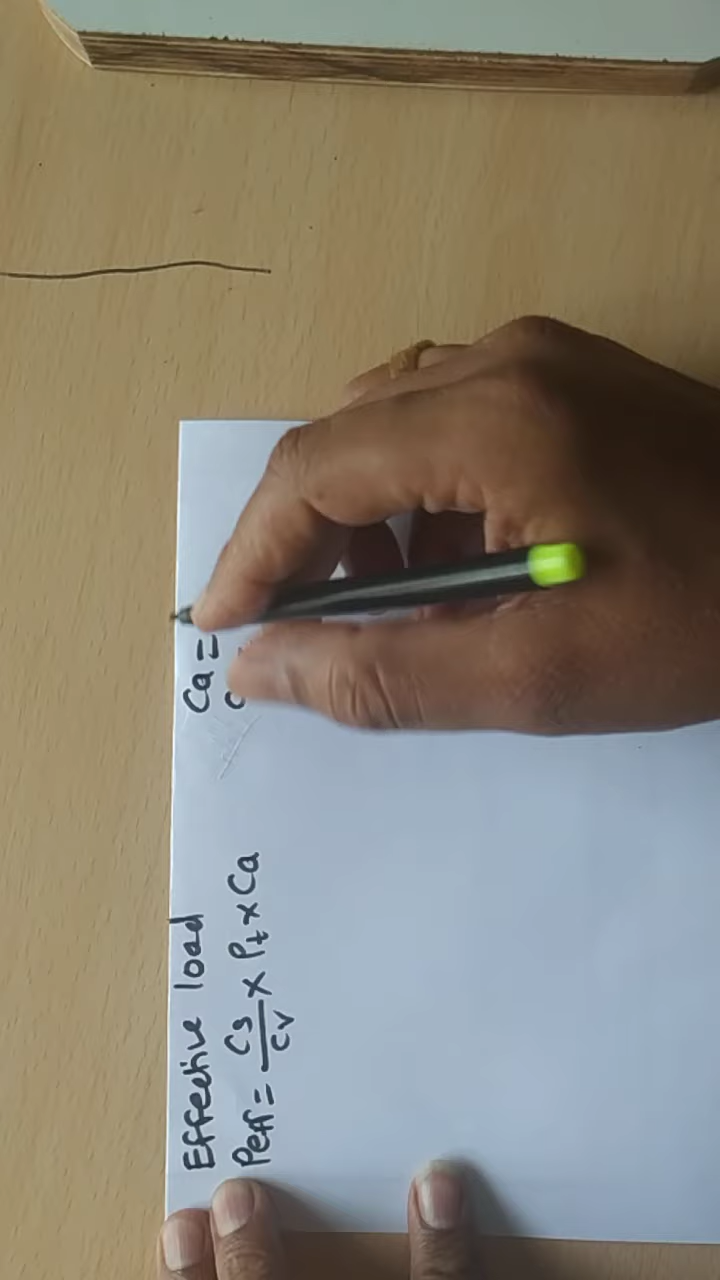 Effective load
Peff = Cs/Cv × Pt × Ca
Ca =